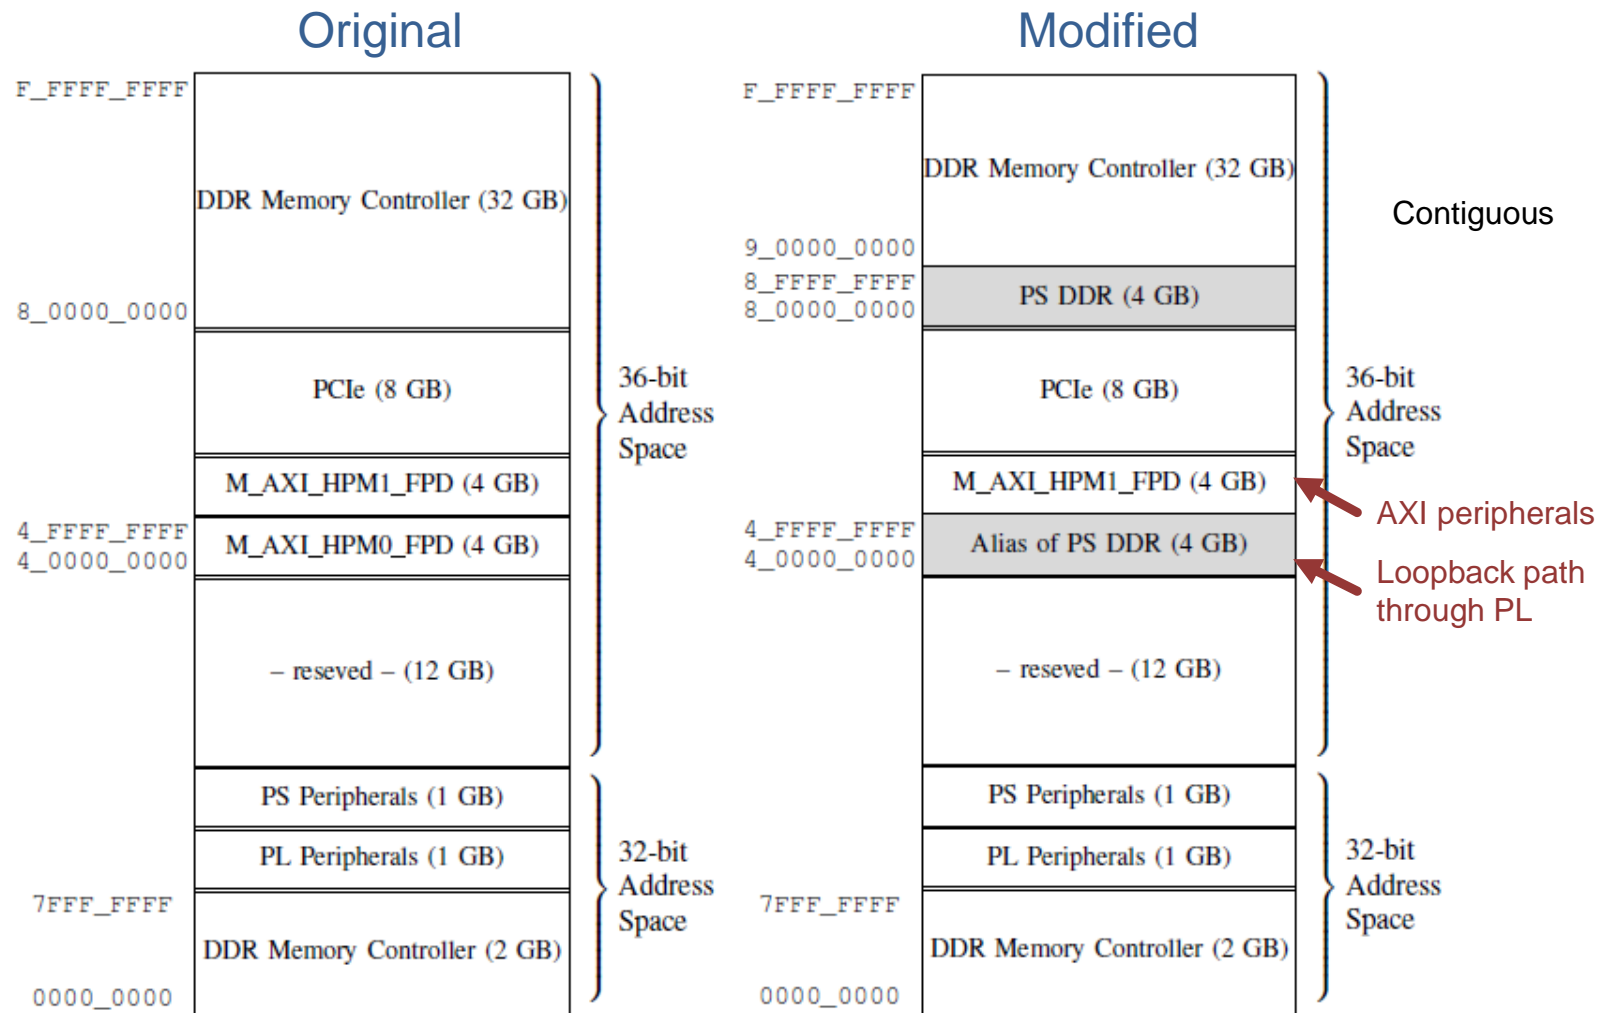 Original
F_FFFF_FFFF
DDR Memory Controller (32 GB)
8_0000_0000
PCIe (8 GB)
M_AXI_HPM1_FPD (4 GB)
4_FFFF_FFFF
4_0000_0000
M_AXI_HPM0_FPD (4 GB)
– reseved – (12 GB)
36-bit
Address
Space
PS Peripherals (1 GB)
PL Peripherals (1 GB)
7FFF_FFFF
DDR Memory Controller (2 GB)
0000_0000
32-bit
Address
Space
Modified
F_FFFF_FFFF
DDR Memory Controller (32 GB)
Contiguous
9_0000_0000
8_FFFF_FFFF
8_0000_0000
PS DDR (4 GB)
PCIe (8 GB)
M_AXI_HPM1_FPD (4 GB)
AXI peripherals
4_FFFF_FFFF
4_0000_0000
Alias of PS DDR (4 GB)
Loopback path
through PL
– reseved – (12 GB)
36-bit
Address
Space
PS Peripherals (1 GB)
PL Peripherals (1 GB)
7FFF_FFFF
DDR Memory Controller (2 GB)
0000_0000
32-bit
Address
Space